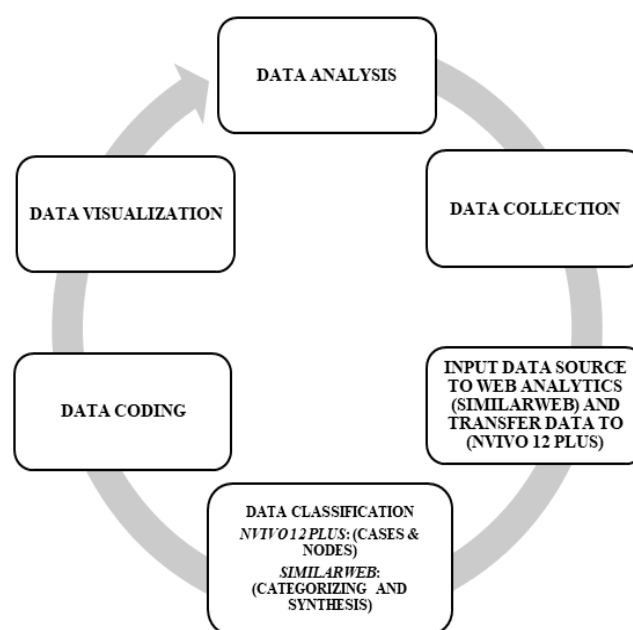 DATA ANALYSIS
DATA COLLECTION
INPUT DATA SOURCE
TO WEB ANALYTICS
(SIMILARWEB) AND
TRANSFER DATA TO
(NVIVO 12 PLUS)
DATA CLASSIFICATION
NVIVO 12 PLUS: (CASES &
NODES)
SIMILARWEB:
(CATEGORIZING AND
SYNTHESIS)
DATA CODING
DATA VISUALIZATION